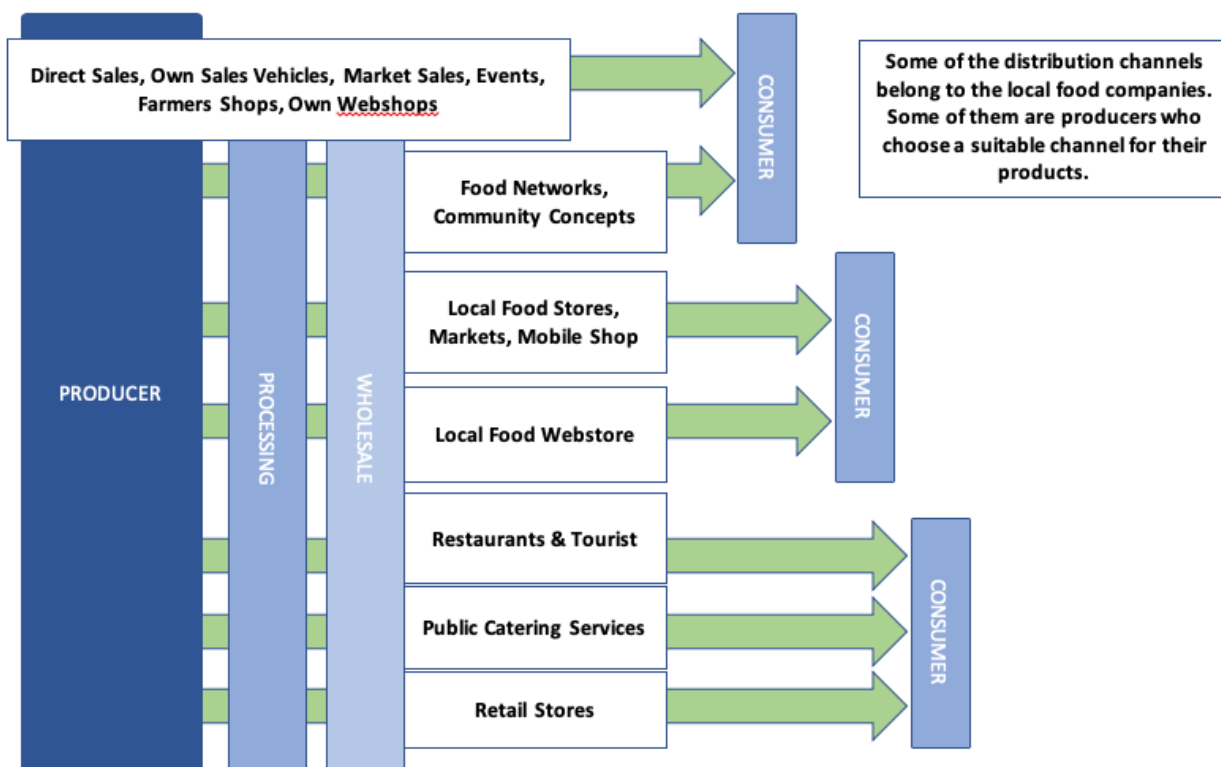 Direct Sales, Own Sales Vehicles, Market Sales, Events,
Farmers Shops, Own Webshops
CONSUMER
Some of the distribution channels
belong to the local food companies.
Some of them are producers who
choose a suitable channel for their
products.
Food Networks,
Community Concepts
Local Food Stores,
Markets, Mobile Shop
CONSUMER
PRODUCER
PROCESSING
WHOLESALE
Local Food Webstore
Restaurants & Tourist
CONSUMER
Public Catering Services
Retail Stores